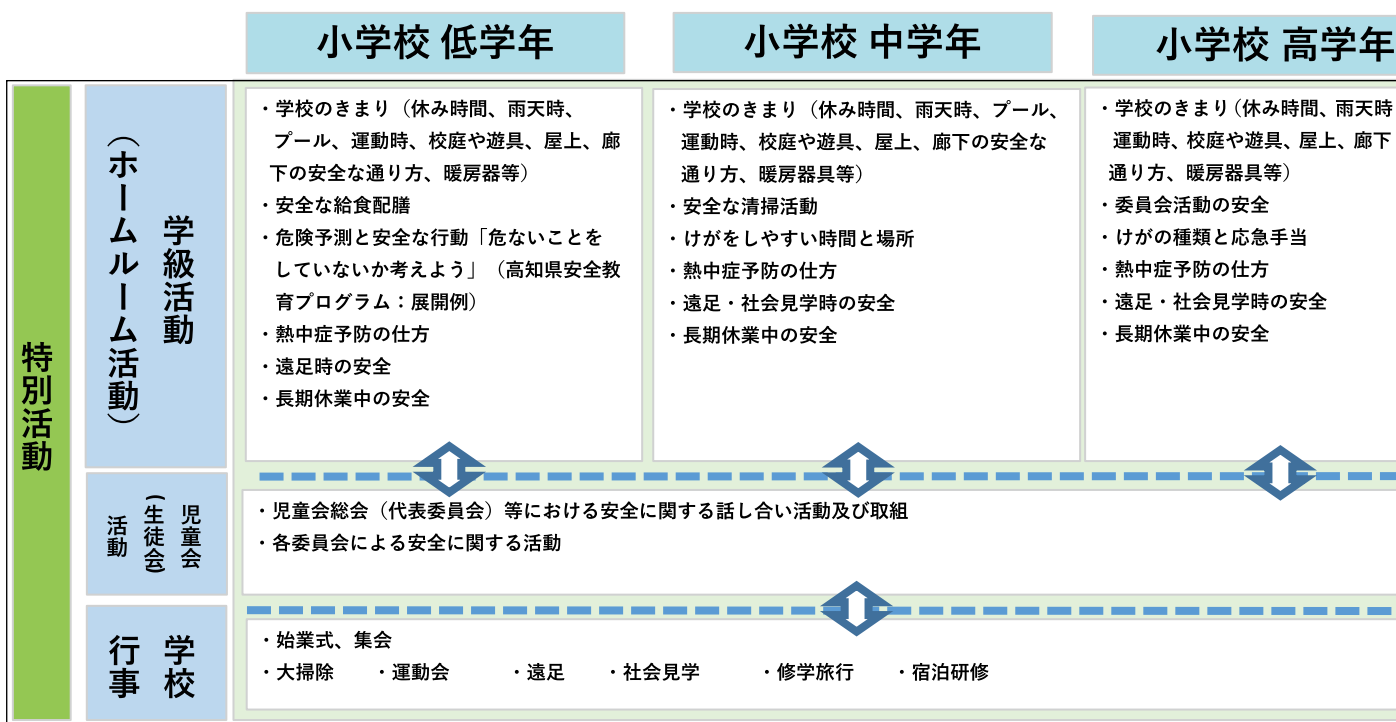 小学校 低学年
小学校 中学年
小学校 高学年
特別活動
学級活動
（ホームルーム活動）
・学校のきまり（休み時間、雨天時、
プール、運動時、校庭や遊具、屋上、廊
下の安全な通り方、暖房器等）
・安全な給食配膳
・危険予測と安全な行動「危ないことを
していないか考えよう」（高知県安全教
育プログラム：展開例）
・熱中症予防の仕方
・遠足時の安全
・長期休業中の安全
・学校のきまり（休み時間、雨天時、プール、
運動時、校庭や遊具、屋上、廊下の安全な
通り方、暖房器具等）
・安全な清掃活動
・けがをしやすい時間と場所
・熱中症予防の仕方
・遠足・社会見学時の安全
・長期休業中の安全
・学校のきまり（休み時間、雨天時
運動時、校庭や遊具、屋上、廊下
通り方、暖房器具等）
・委員会活動の安全
・けがの種類と応急手当
・熱中症予防の仕方
・遠足・社会見学時の安全
・長期休業中の安全
児童会
（生徒会）
活動
・児童会総会（代表委員会）等における安全に関する話し合い活動及び取組
・各委員会による安全に関する活動
学校
行事
・始業式、集会
・大掃除　・運動会　・遠足　・社会見学　・修学旅行　・宿泊研修